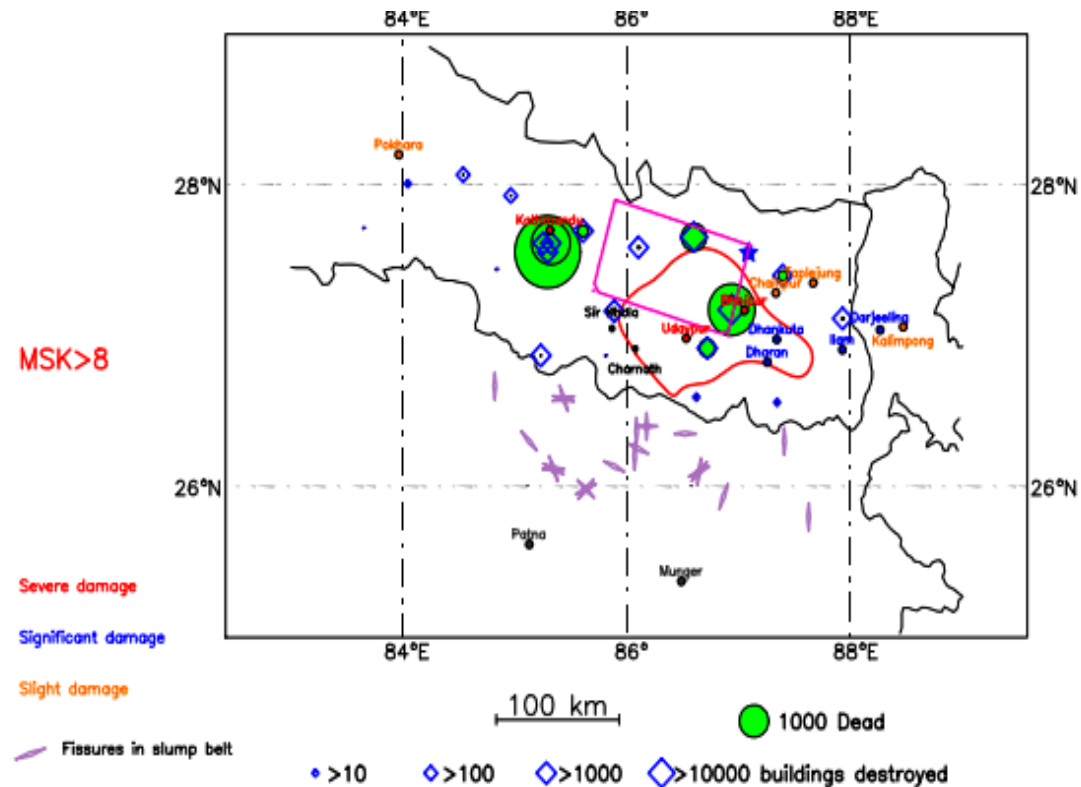 84°E 86°E 88°E
Pokhara
28°N 28°N
Kathmandu
Taplejung
Chainpur
Bhojpur
Sir
Darjeeling
Udaypur Dhankuta
Ilam Kalimpong
MSK>8
Dharan
Charnath
26°N 26°N
Patna
Munger
Severe damage
Significant damage
84°E 86°E 88°E
Slight damage
100 km
1000 Dead
Fissures in slump belt
>10 >100 >1000 >10000 buildings destroyed